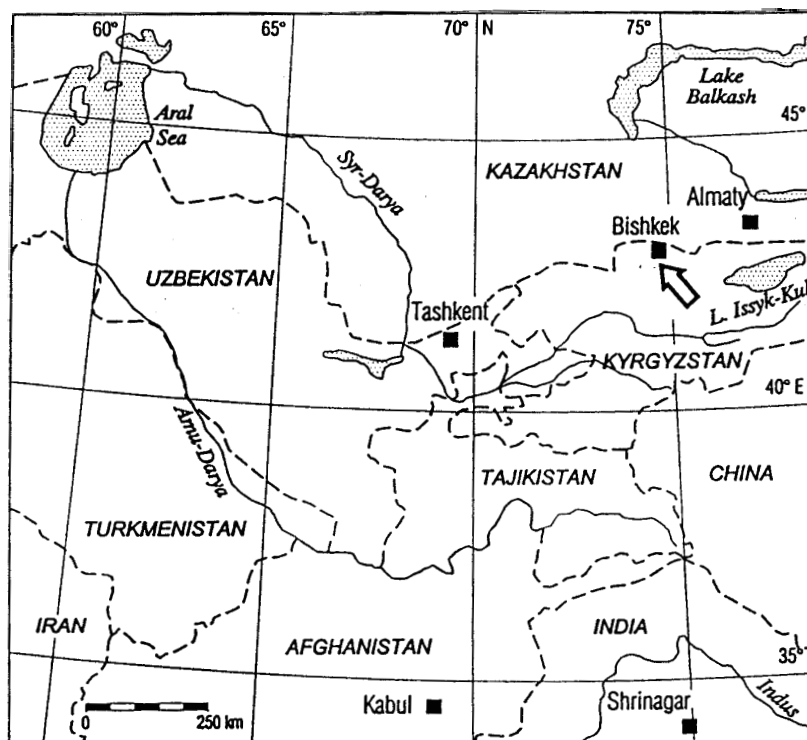 60°
65°
70°
N
75°
Lake
Balkash
Aral
Sea
45°
Syr-Darya
KAZAKHSTAN
Almaty
Bishkek
UZBEKISTAN
L. Issyk-Kul
Tashkent
KYRGYZSTAN
40° E
Amu-Darya
TAJIKISTAN
CHINA
TURKMENISTAN
IRAN
AFGHANISTAN
INDIA
35°
Kabul
Shrinagar
Indus
0
250 km